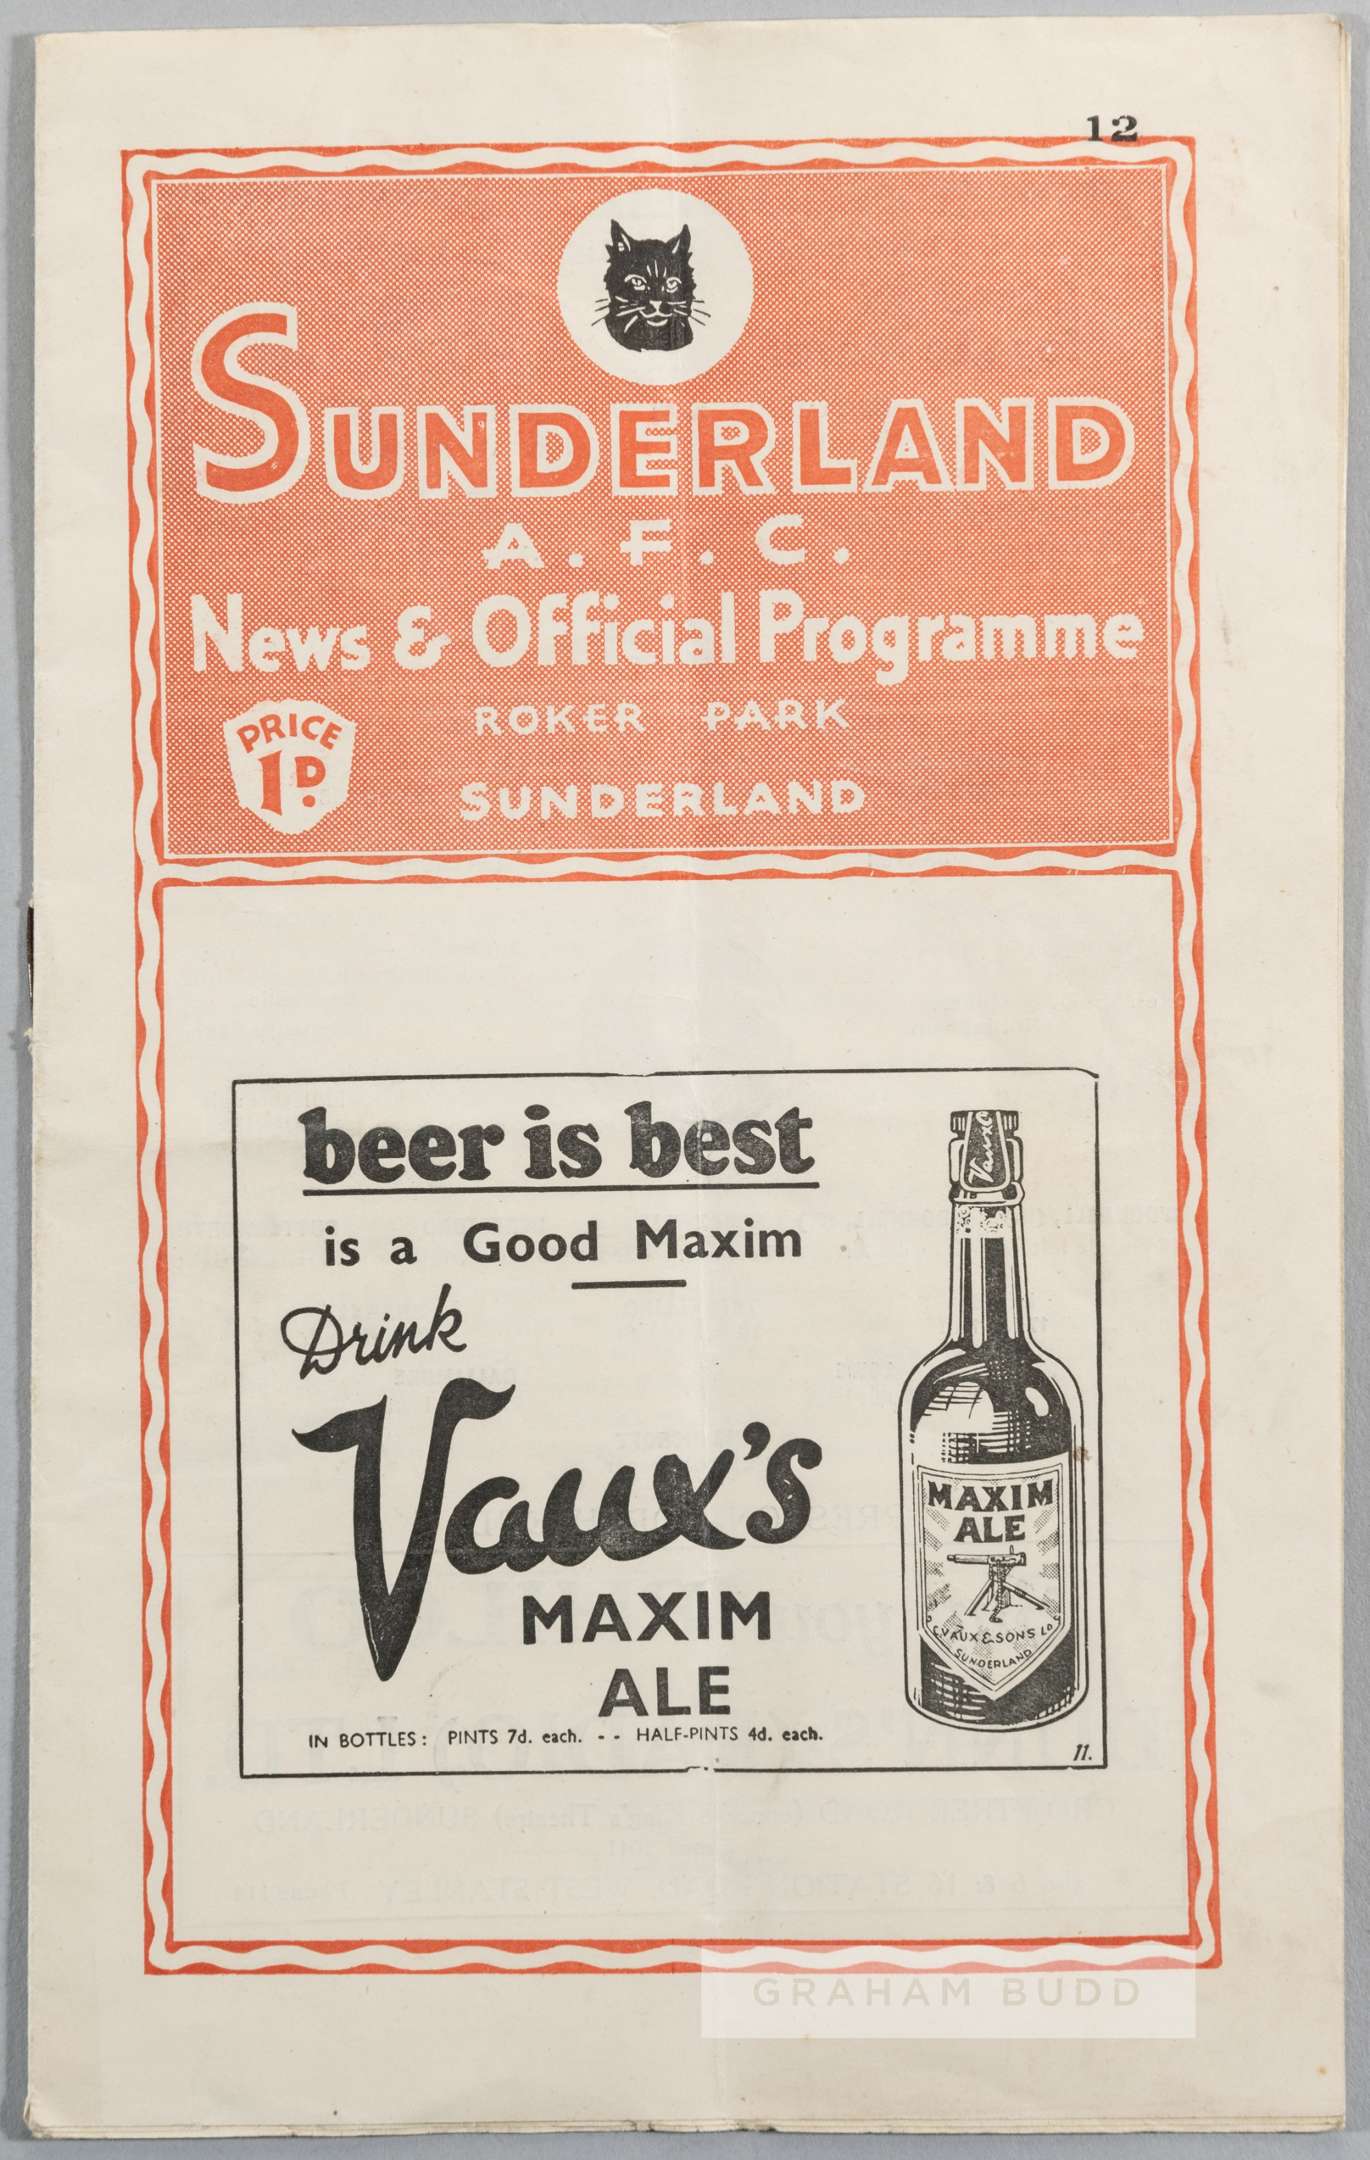 12
SUNDERLAND
A. F. C.
News & Official Programme
ROKER PARK
SUNDERLAND
PRICE
1D.
beer is best
is a Good Maxim
Drink
Vaux's
MAXIM
ALE
IN BOTTLES: PINTS 7d. each. - - HALF-PINTS 4d. each.
Vaux
MAXIM
ALE
C. VAUX & SONS LD
SUNDERLAND
11.
GRAHAM BUDD